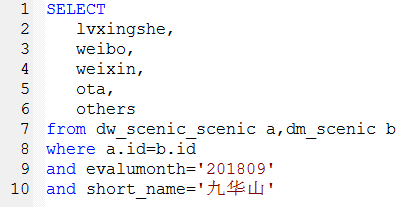 1 SELECT
2 lvxingshe,
3 weibo,
4 weixin,
5 ota,
6 others
7 from dw_scenic_scenic a,dm_scenic b
8 where a.id=b.id
9 and evalumonth='201809'
10 and short_name='九华山'